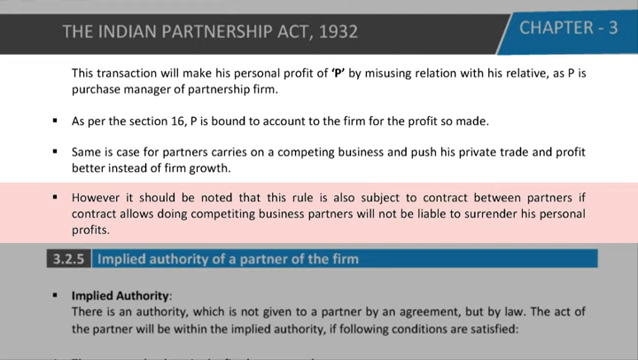 THE INDIAN PARTNERSHIP ACT, 1932
CHAPTER - 3
This transaction will make his personal profit of ‘P’ by misusing relation with his relative, as P is
purchase manager of partnership firm.
▪ As per the section 16, P is bound to account to the firm for the profit so made.
▪ Same is case for partners carries on a competing business and push his private trade and profit
better instead of firm growth.
▪ However it should be noted that this rule is also subject to contract between partners if
contract allows doing competiting business partners will not be liable to surrender his personal
profits.
3.2.5 Implied authority of a partner of the firm
▪ Implied Authority:
There is an authority, which is not given to a partner by an agreement, but by law. The act of
the partner will be within the implied authority, if following conditions are satisfied: